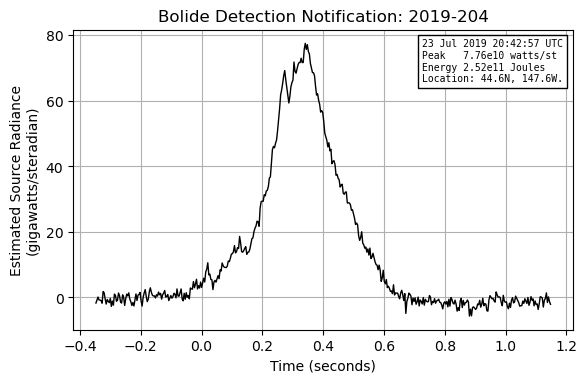 Bolide Detection Notification: 2019-204
23 Jul 2019 20:42:57 UTC
Peak   7.76e10 watts/st
Energy 2.52e11 Joules
Location: 44.6N, 147.6W.
Estimated Source Radiance
(gigawatts/steradian)
80
60
40
20
0
−0.4 −0.2 0.0 0.2 0.4 0.6 0.8 1.0 1.2
Time (seconds)